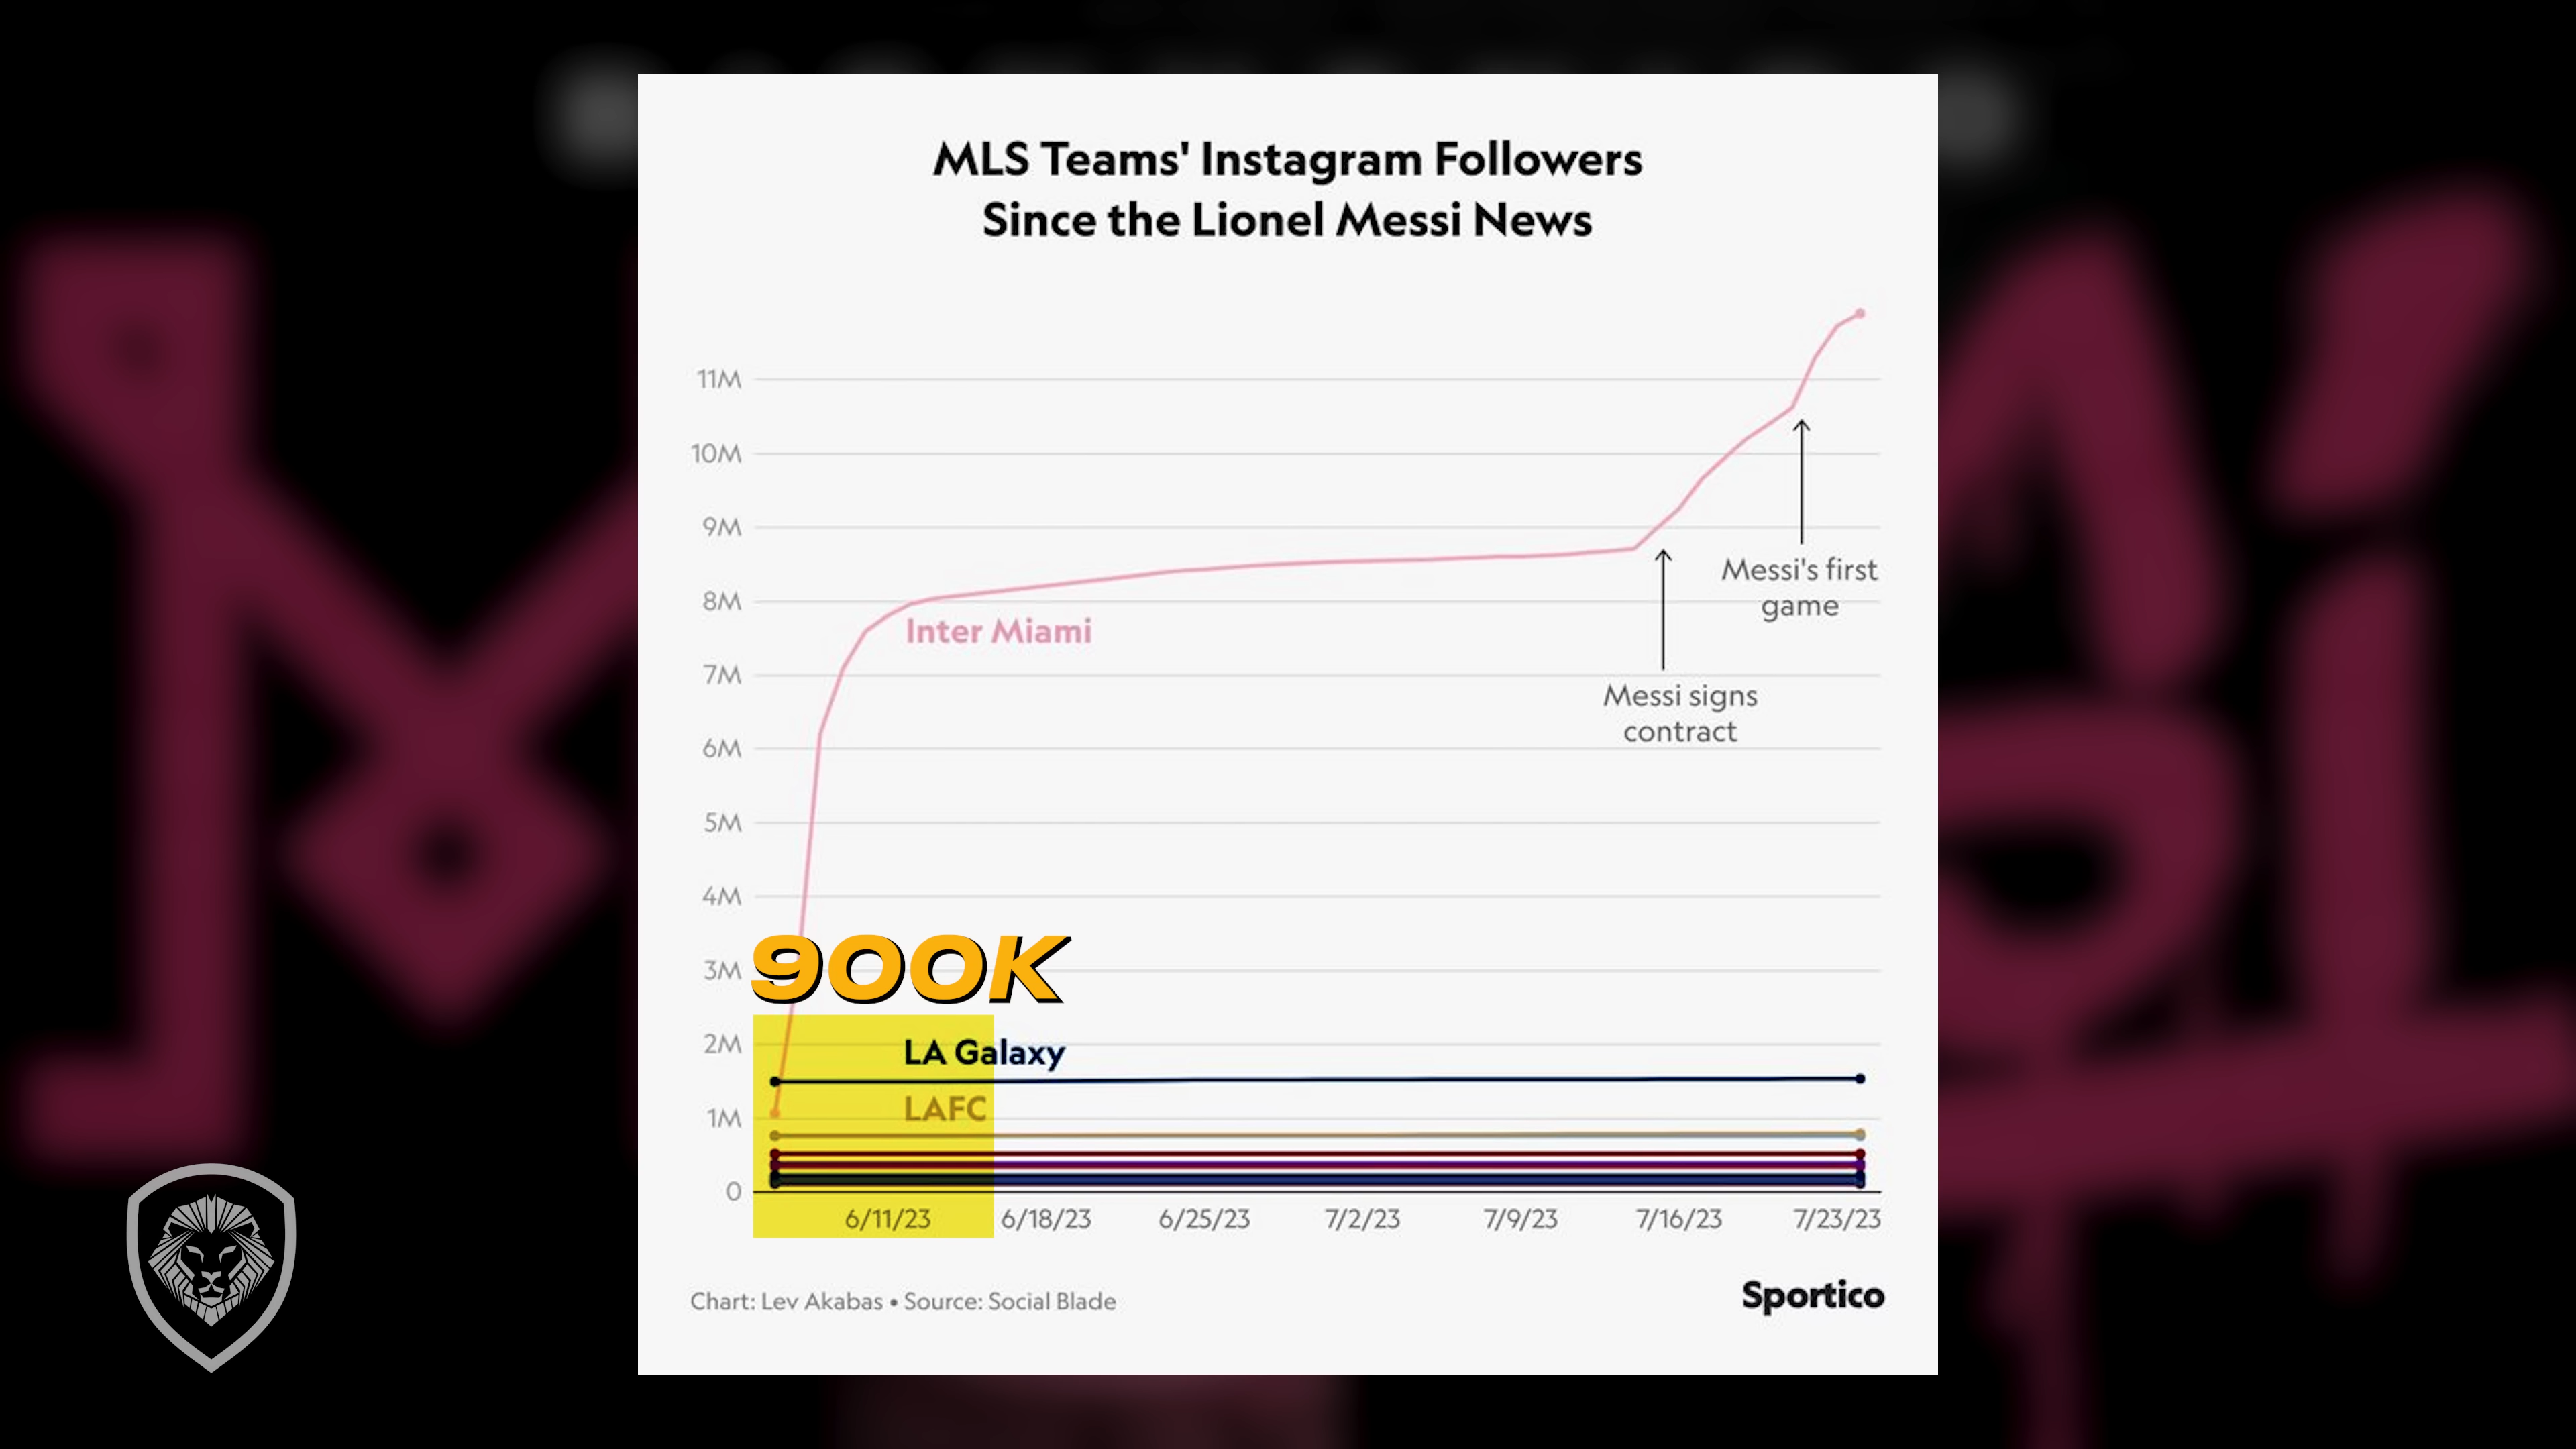 MLS Teams' Instagram Followers
Since the Lionel Messi News
11M
10M
9M
8M
7M
6M
5M
4M
3M
2M
1M
0
Inter Miami
Messi's first
game
Messi signs
contract
900K
LA Galaxy
LAFC
6/11/23 6/18/23 6/25/23 7/2/23 7/9/23 7/16/23 7/23/23
Chart: Lev Akabas • Source: Social Blade
Sportico